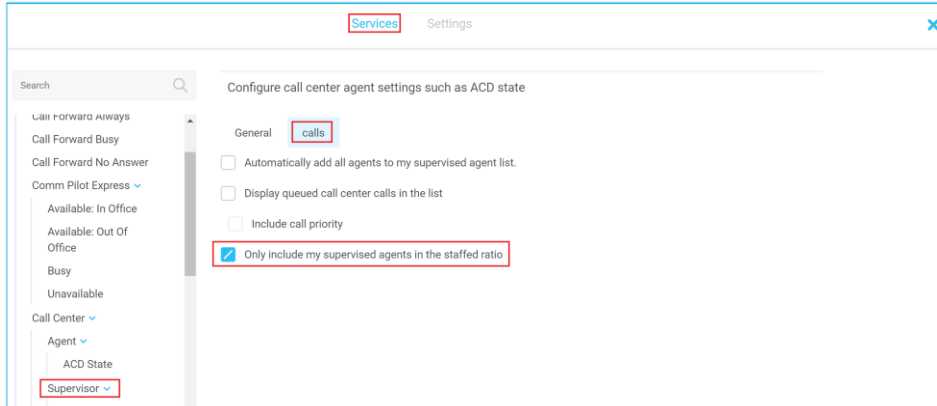 Services Settings
Search
Configure call center agent settings such as ACD state
Call Forward Always
Call Forward Busy
Call Forward No Answer
Comm Pilot Express
Available: In Office
Available: Out Of
Office
Busy
Unavailable
Call Center
Agent
ACD State
Supervisor
General calls
Automatically add all agents to my supervised agent list.
Display queued call center calls in the list
Include call priority
Only include my supervised agents in the staffed ratio